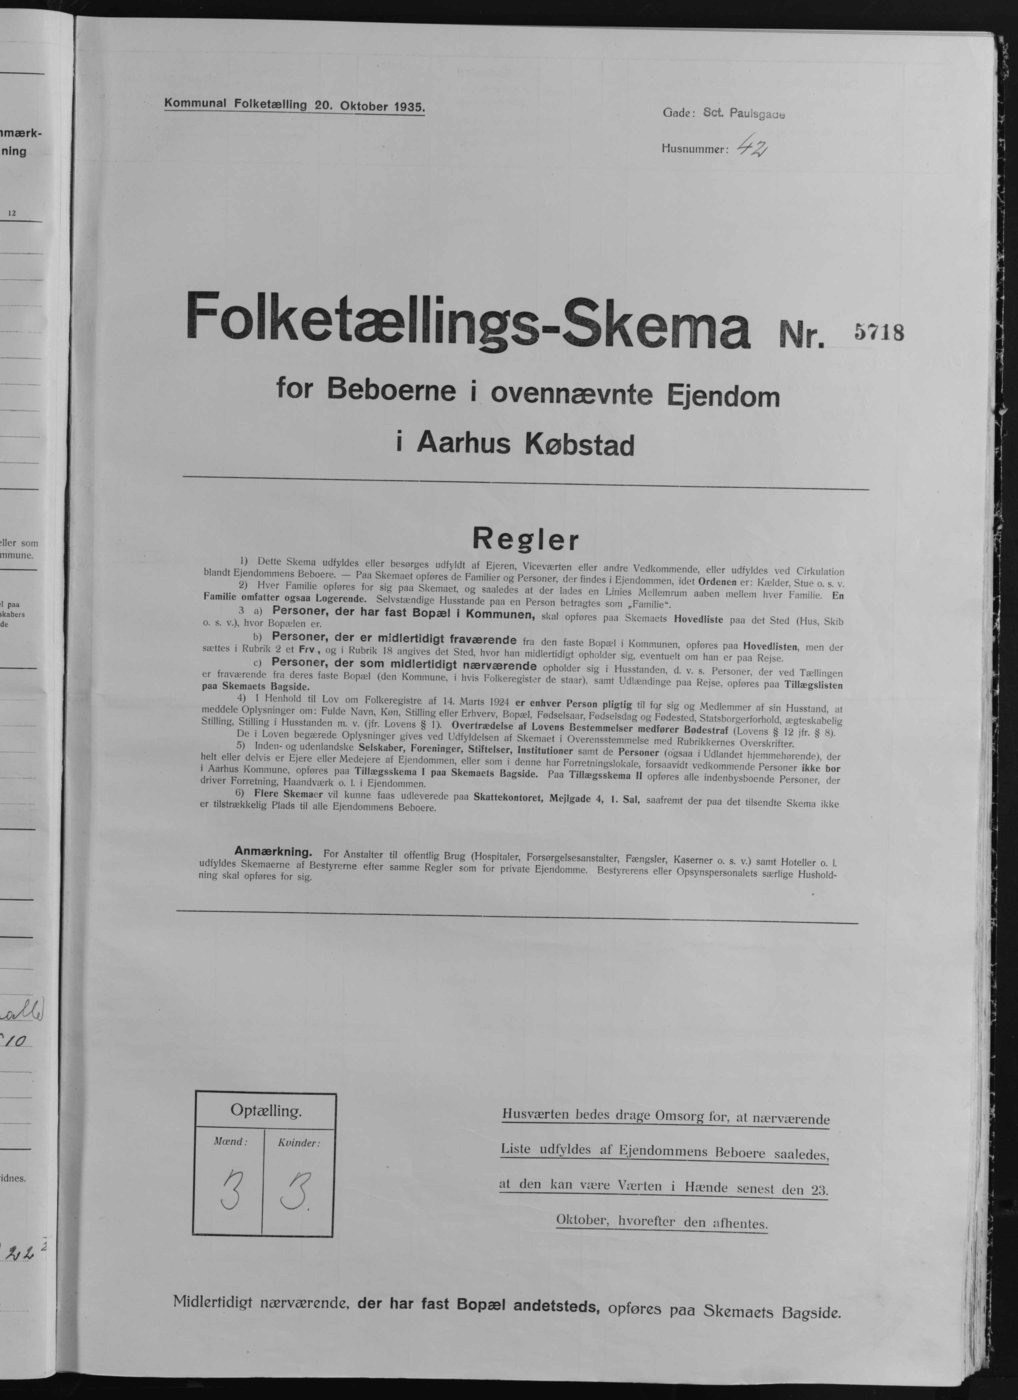 nmærk-
ning
12
eller som
mmune.
l paa
skabers
de
10
idnes.
22 2
Kommunal Folketælling 20. Oktober 1935.
Gade: Sct. Paulsgade
Husnummer: 42
Folketællings-Skema Nr. 5718
for Beboerne i ovennævnte Ejendom
i Aarhus Købstad
Regler
1) Dette Skema udfyldes eller besørges udfyldt af Ejeren, Viceværten eller andre Vedkommende, eller udfyldes ved Cirkulation
blandt Ejendommens Beboere. — Paa Skemaet opføres de Familier og Personer, der findes i Ejendommen, idet Ordenen er: Kælder, Stue o. s. v.
2) Hver Familie opføres for sig paa Skemaet, og saaledes at der lades en Linies Mellemrum aaben mellem hver Familie. En
Familie omfatter ogsaa Logerende. Selvstændige Husstande paa en Person betragtes som „Familie“.
3 a) Personer, der har fast Bopæl i Kommunen, skal opføres paa Skemaets Hovedliste paa det Sted (Hus, Skib
o. s. v.), hvor Bopælen er.
b) Personer, der er midlertidigt fraværende fra den faste Bopæl i Kommunen, opføres paa Hovedlisten, men der
sættes i Rubrik 2 et Frv., og i Rubrik 18 angives det Sted, hvor han midlertidigt opholder sig, eventuelt om han er paa Rejse.
c) Personer, der som midlertidigt nærværende opholder sig i Husstanden, d. v. s. Personer, der ved Tællingen
er fraværende fra deres faste Bopæl (den Kommune, i hvis Folkeregister de staar), samt Udlændinge paa Rejse, opføres paa Tillægslisten
paa Skemaets Bagside.
4) I Henhold til Lov om Folkeregistre af 14. Marts 1924 er enhver Person pligtig til for sig og Medlemmer af sin Husstand, at
meddele Oplysninger om: Fulde Navn, Køn, Stilling eller Erhverv, Bopæl, Fødselsaar, Fødselsdag og Fødested, Statsborgerforhold, ægteskabelig
Stilling, Stilling i Husstanden m. v. (jfr. Lovens § 1). Overtrædelse af Lovens Bestemmelser medfører Bødestraf (Lovens § 12 jfr. § 8).
De i Loven begærede Oplysninger gives ved Udfyldelsen af Skemaet i Overensstemmelse med Rubrikkernes Overskrifter.
5) Inden- og udenlandske Selskaber, Foreninger, Stiftelser, Institutioner samt de Personer (ogsaa i Udlandet hjemmehørende), der
helt eller delvis er Ejere eller Medejere af Ejendommen, eller som i denne har Forretningslokale, forsaavidt vedkommende Personer ikke bor
i Aarhus Kommune, opføres paa Tillægsskema I paa Skemaets Bagside. Paa Tillægsskema II opføres alle indenbysboende Personer, der
driver Forretning, Haandværk o. l. i Ejendommen.
6) Flere Skemaer vil kunne faas udleverede paa Skattekontoret, Mejlgade 4, 1. Sal, saafremt der paa det tilsendte Skema ikke
er tilstrækkelig Plads til alle Ejendommens Beboere.
Anmærkning. For Anstalter til offentlig Brug (Hospitaler, Forsørgelsesanstalter, Fængsler, Kaserner o. s. v.) samt Hoteller o. l.
udfyldes Skemaerne af Bestyrerne efter samme Regler som for private Ejendomme. Bestyrerens eller Opsynspersonalets særlige Hushold-
ning skal opføres for sig.
Optælling.
Mænd: Kvinder:
3 3.
Husværten bedes drage Omsorg for, at nærværende
Liste udfyldes af Ejendommens Beboere saaledes,
at den kan være Værten i Hænde senest den 23.
Oktober, hvorefter den afhentes.
Midlertidigt nærværende, der har fast Bopæl andetsteds, opføres paa Skemaets Bagside.